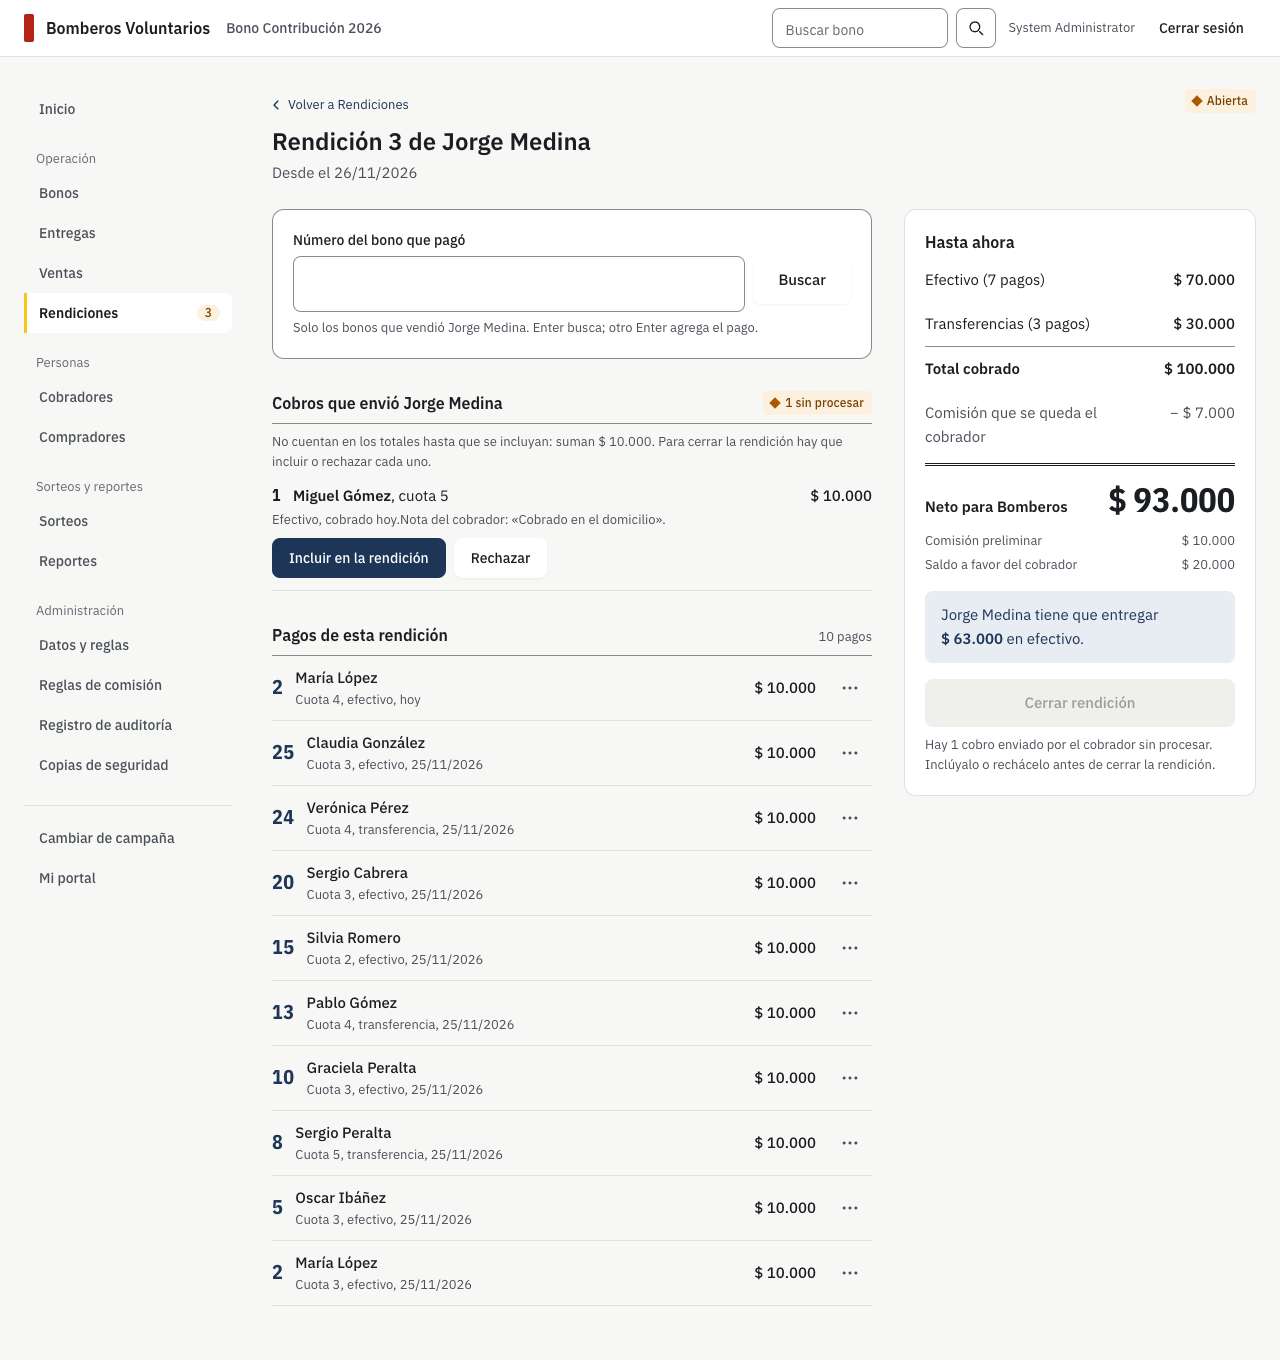 Bomberos Voluntarios
Bono Contribución 2026
Buscar bono
System Administrator
Cerrar sesión
Inicio
Operación
Bonos
Entregas
Ventas
Rendiciones 3
Personas
Cobradores
Compradores
Sorteos y reportes
Sorteos
Reportes
Administración
Datos y reglas
Reglas de comisión
Registro de auditoría
Copias de seguridad
Cambiar de campaña
Mi portal
Volver a Rendiciones
Abierta
Rendición 3 de Jorge Medina
Desde el 26/11/2026
Número del bono que pagó
Buscar
Solo los bonos que vendió Jorge Medina. Enter busca; otro Enter agrega el pago.
Cobros que envió Jorge Medina
1 sin procesar
No cuentan en los totales hasta que se incluyan: suman $ 10.000. Para cerrar la rendición hay que
incluir o rechazar cada uno.
1 Miguel Gómez, cuota 5 $ 10.000
Efectivo, cobrado hoy.Nota del cobrador: «Cobrado en el domicilio».
Incluir en la rendición
Rechazar
Pagos de esta rendición
10 pagos
2 María López $ 10.000
Cuota 4, efectivo, hoy
25 Claudia González $ 10.000
Cuota 3, efectivo, 25/11/2026
24 Verónica Pérez $ 10.000
Cuota 4, transferencia, 25/11/2026
20 Sergio Cabrera $ 10.000
Cuota 3, efectivo, 25/11/2026
15 Silvia Romero $ 10.000
Cuota 2, efectivo, 25/11/2026
13 Pablo Gómez $ 10.000
Cuota 4, transferencia, 25/11/2026
10 Graciela Peralta $ 10.000
Cuota 3, efectivo, 25/11/2026
8 Sergio Peralta $ 10.000
Cuota 5, transferencia, 25/11/2026
5 Oscar Ibáñez $ 10.000
Cuota 3, efectivo, 25/11/2026
2 María López $ 10.000
Cuota 3, efectivo, 25/11/2026
Hasta ahora
Efectivo (7 pagos) $ 70.000
Transferencias (3 pagos) $ 30.000
Total cobrado $ 100.000
Comisión que se queda el − $ 7.000
cobrador
Neto para Bomberos $ 93.000
Comisión preliminar $ 10.000
Saldo a favor del cobrador $ 20.000
Jorge Medina tiene que entregar
$ 63.000 en efectivo.
Cerrar rendición
Hay 1 cobro enviado por el cobrador sin procesar.
Inclúyalo o rechácelo antes de cerrar la rendición.